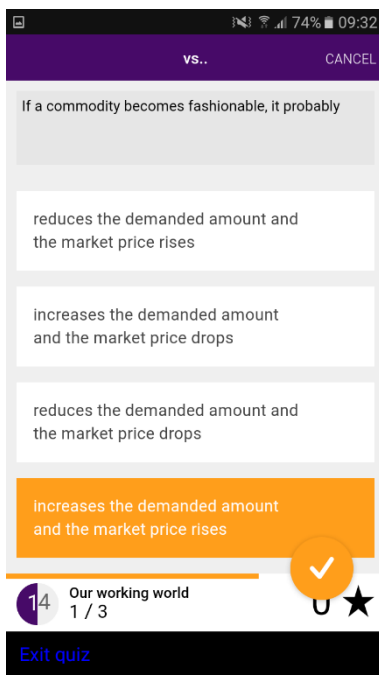 74% 09:32
vs.. CANCEL
If a commodity becomes fashionable, it probably
reduces the demanded amount and
the market price rises
increases the demanded amount
and the market price drops
reduces the demanded amount and
the market price drops
increases the demanded amount
and the market price rises
14
Our working world
1 / 3
0
Exit quiz